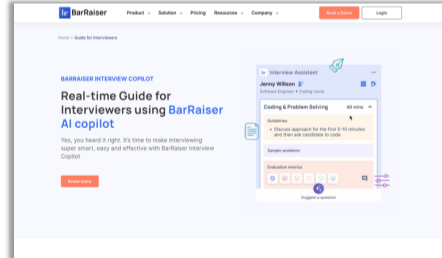 BarRaiser
Product
Solution
Pricing
Resources
Company
Book a Demo
Login
Home > Guide for Interviewers
BARRAISER INTERVIEW COPILOT
Real-time Guide for
Interviewers using BarRaiser
AI copilot
Yes, you heard it right. It's time to make interviewing
super smart, easy and effective with BarRaiser Interview
Copilot
Know more
Interview Assistant
Jenny Wilson
Software Engineer • Coding round
Coding & Problem Solving
40 mins
Guidelines
• Discuss approach for the first 5-10 minutes
and then ask candidate to code
Sample problems
Evaluation metrics
Suggest a question